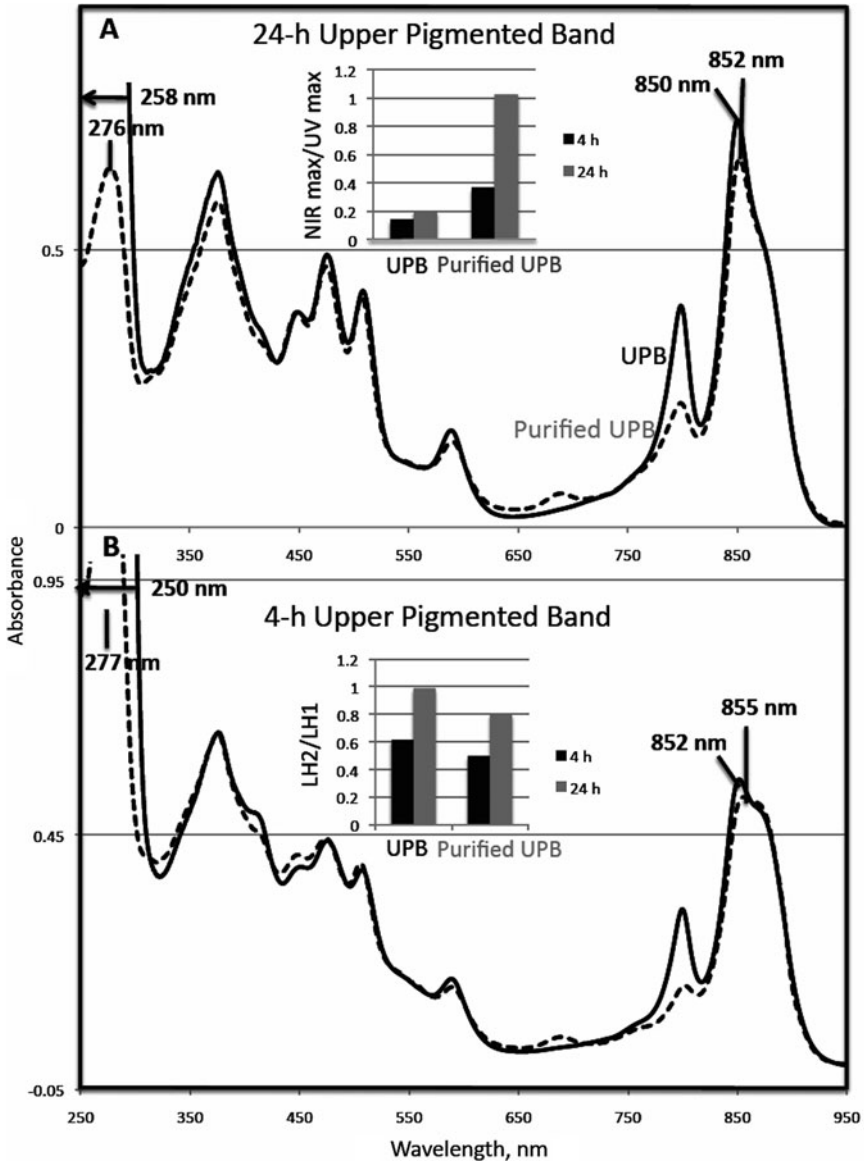 A
24-h Upper Pigmented Band
852 nm
850 nm
258 nm
276 nm
NIR max/UV max
1.2
1
0.8
0.6
0.4
0.2
0
4 h
24 h
UPB
Purified UPB
UPB
Purified UPB
0.5
0
350
450
550
650
750
850
Absorbance
B
0.95
250 nm
4-h Upper Pigmented Band
277 nm
LH2/LH1
1.2
1
0.8
0.6
0.4
0.2
0
4 h
24 h
UPB
Purified UPB
855 nm
852 nm
0.45
-0.05
250
350
450
550
650
750
850
950
Wavelength, nm